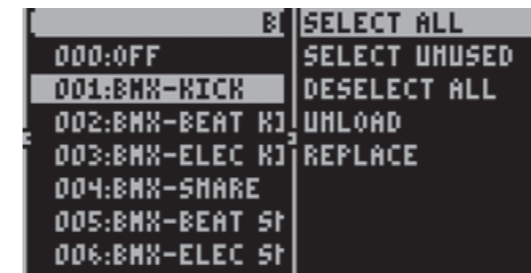 SELECT ALL
000:OFF
SELECT UNUSED
001:BMX-KICK
DESELECT ALL
002:BMX-BEAT
UNLOAD
003:BMX-ELEC
REPLACE
004:BMX-SNARE
005:BMX-BEAT
006:BMX-ELEC